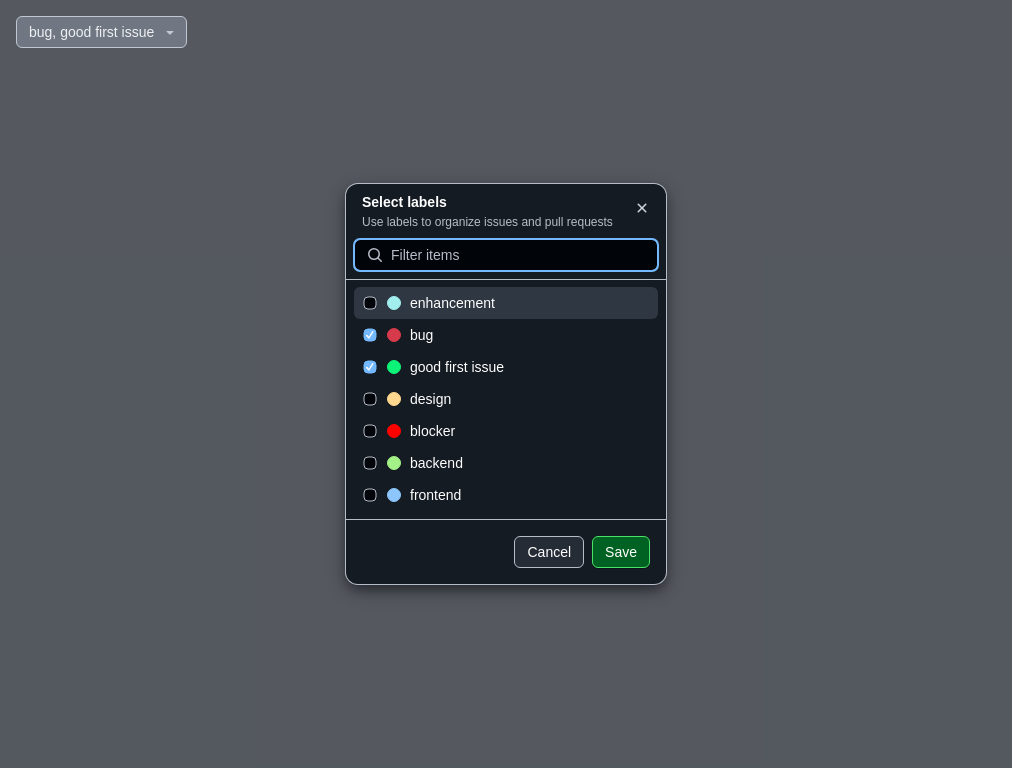 bug, good first issue
Select labels
Use labels to organize issues and pull requests
Filter items
enhancement
bug
good first issue
design
blocker
backend
frontend
Cancel Save